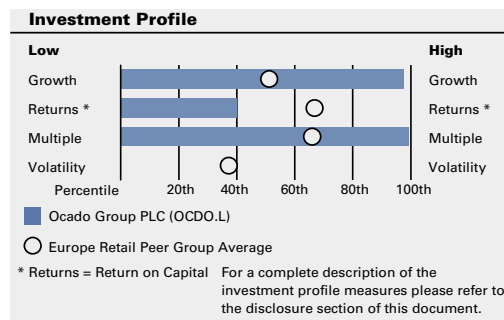 Investment Profile
Low High
Growth Growth
Returns * Returns *
Multiple Multiple
Volatility Volatility
Percentile 20th 40th 60th 80th 100th
Ocado Group PLC (OCDO.L)
Europe Retail Peer Group Average
* Returns = Return on Capital For a complete description of the
investment profile measures please refer to
the disclosure section of this document.